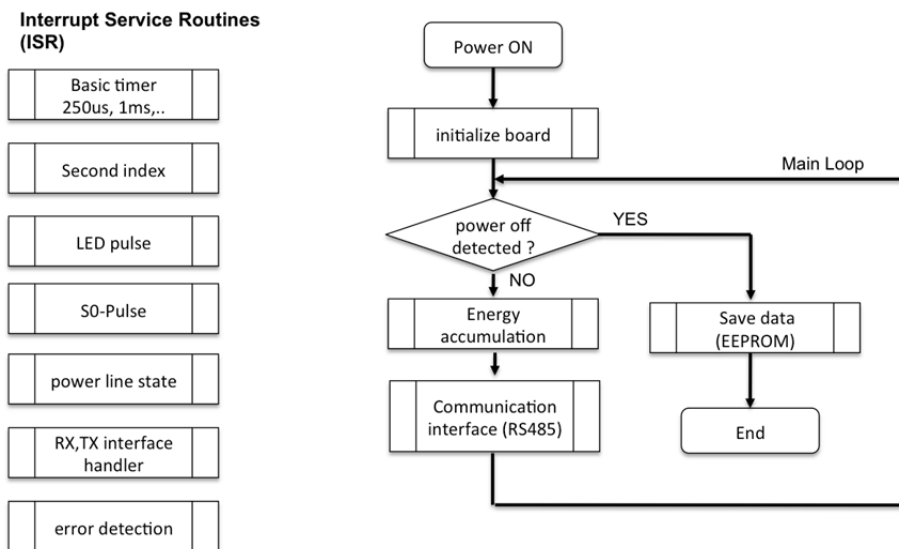 Interrupt Service Routines
(ISR)
Basic timer
250us, 1ms,..
Second index
LED pulse
S0-Pulse
power line state
RX,TX interface
handler
error detection
Power ON
initialize board
Main Loop
power off
detected ?
YES
NO
Energy
accumulation
Save data
(EEPROM)
Communication
interface (RS485)
End